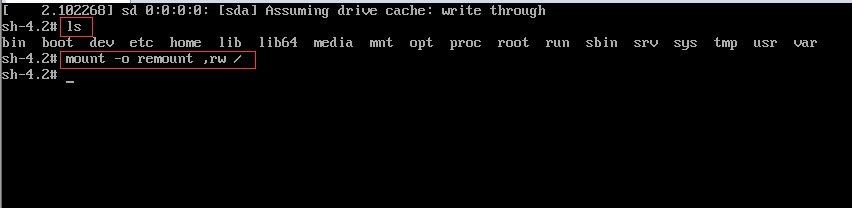 [    2.102268] sd 0:0:0:0: [sda] Assuming drive cache: write through
sh-4.2# ls
bin  boot  dev  etc  home  lib  lib64  media  mnt  opt  proc  root  run  sbin  srv  sys  tmp  usr  var
sh-4.2# mount -o remount ,rw /
sh-4.2# _